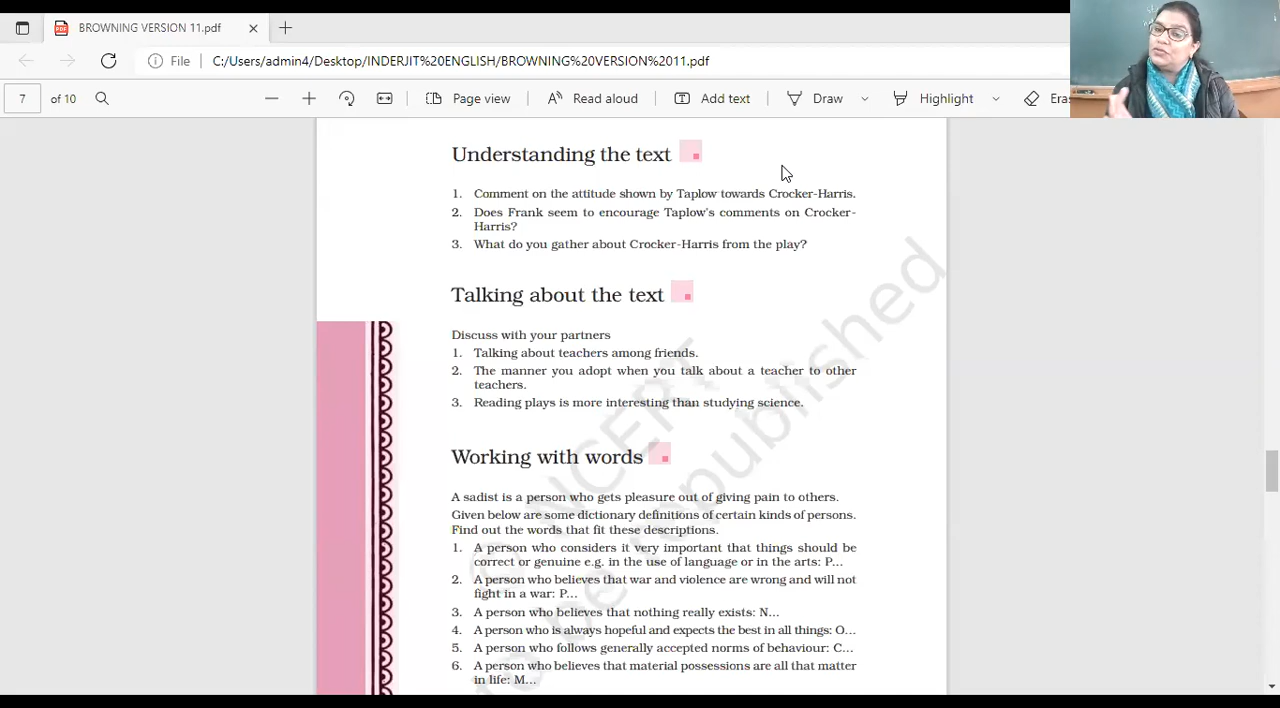 BROWNING VERSION 11.pdf
File C:/Users/admin4/Desktop/INDERJIT%20ENGLISH/BROWNING%20VERSION%2011.pdf
7 of 10 Page view Read aloud Add text Draw Highlight Eras
Understanding the text
1. Comment on the attitude shown by Taplow towards Crocker-Harris.
2. Does Frank seem to encourage Taplow's comments on Crocker-
Harris?
3. What do you gather about Crocker-Harris from the play?
Talking about the text
Discuss with your partners
1. Talking about teachers among friends.
2. The manner you adopt when you talk about a teacher to other
teachers.
3. Reading plays is more interesting than studying science.
Working with words
A sadist is a person who gets pleasure out of giving pain to others.
Given below are some dictionary definitions of certain kinds of persons.
Find out the words that fit these descriptions.
1. A person who considers it very important that things should be
correct or genuine e.g. in the use of language or in the arts: P...
2. A person who believes that war and violence are wrong and will not
fight in a war: P...
3. A person who believes that nothing really exists: N...
4. A person who is always hopeful and expects the best in all things: O...
5. A person who follows generally accepted norms of behaviour: C...
6. A person who believes that material possessions are all that matter
in life: M...
© NCERT
to be republished